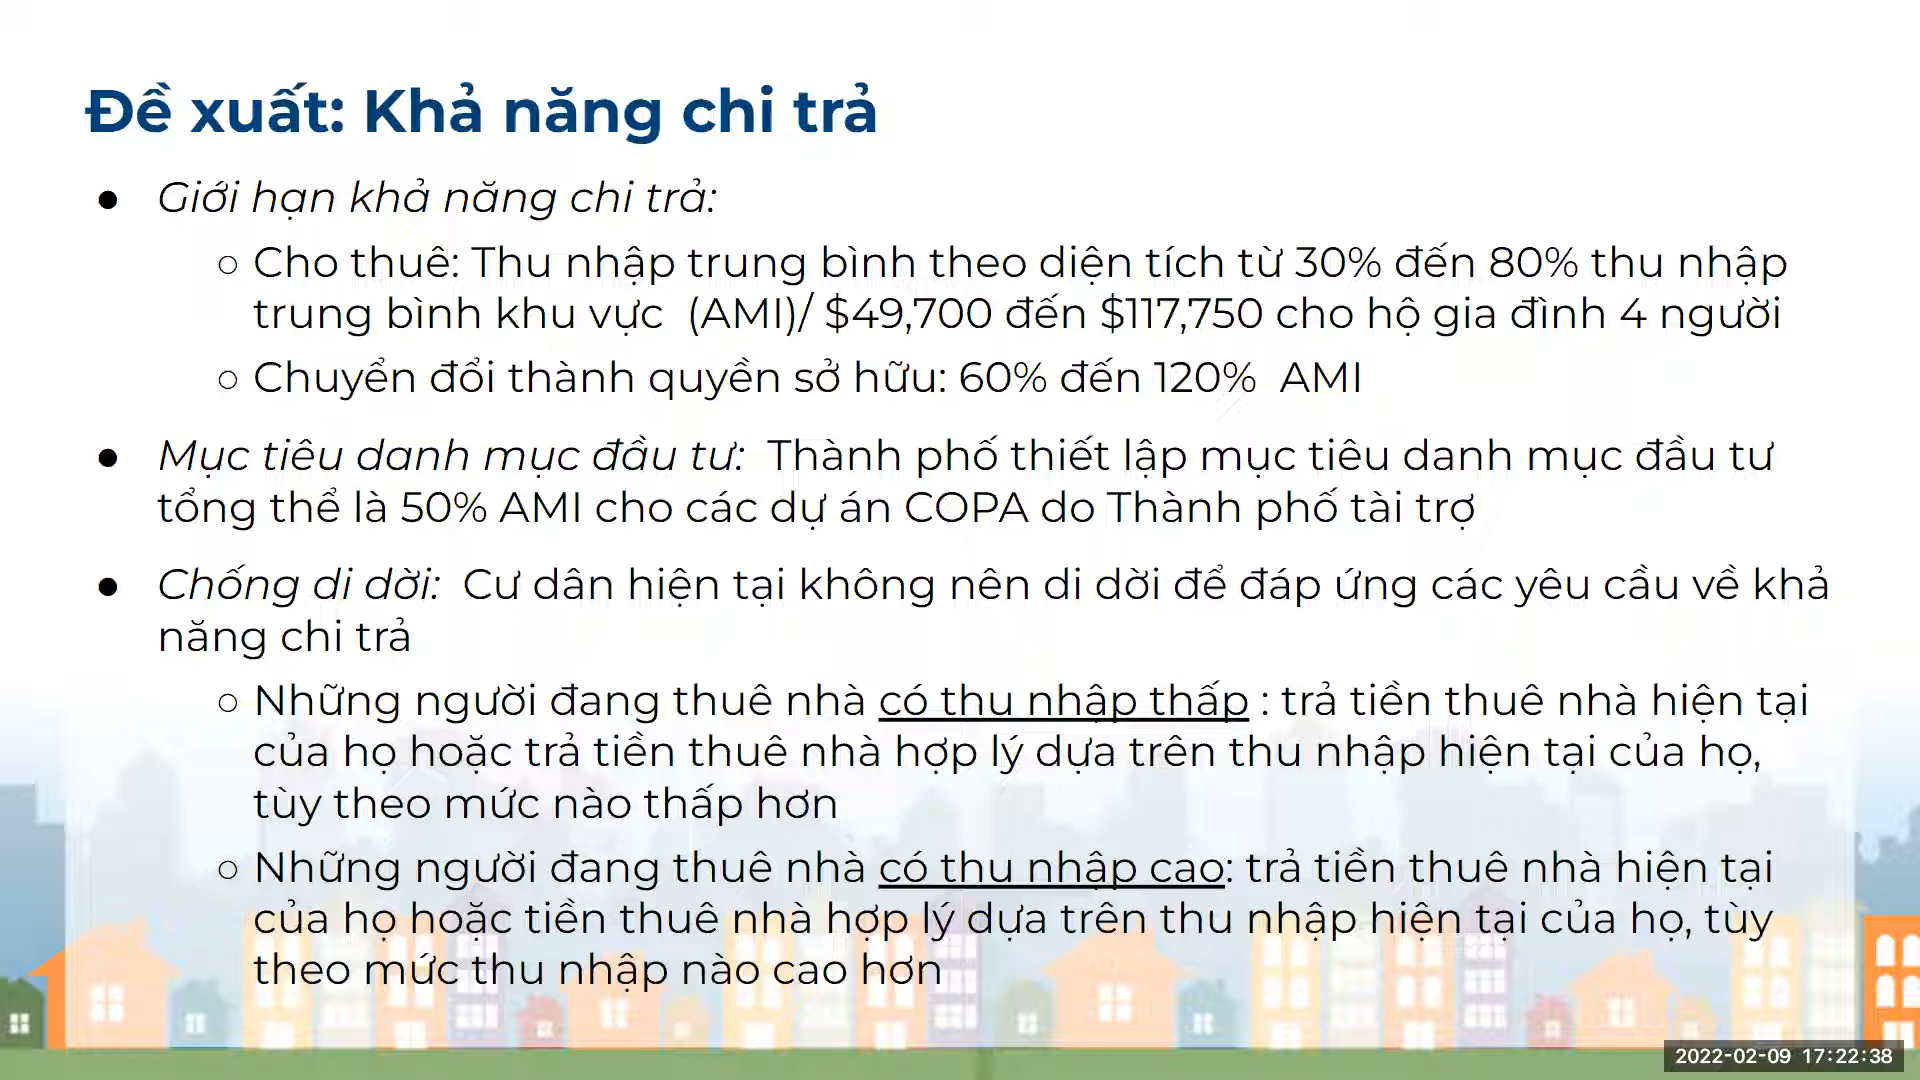 Đề xuất: Khả năng chi trả
● Giới hạn khả năng chi trả:
○ Cho thuê: Thu nhập trung bình theo diện tích từ 30% đến 80% thu nhập
trung bình khu vực (AMI)/ $49,700 đến $117,750 cho hộ gia đình 4 người
○ Chuyển đổi thành quyền sở hữu: 60% đến 120% AMI
● Mục tiêu danh mục đầu tư: Thành phố thiết lập mục tiêu danh mục đầu tư
tổng thể là 50% AMI cho các dự án COPA do Thành phố tài trợ
● Chống di dời: Cư dân hiện tại không nên di dời để đáp ứng các yêu cầu về khả
năng chi trả
○ Những người đang thuê nhà có thu nhập thấp : trả tiền thuê nhà hiện tại
của họ hoặc trả tiền thuê nhà hợp lý dựa trên thu nhập hiện tại của họ,
tùy theo mức nào thấp hơn
○ Những người đang thuê nhà có thu nhập cao: trả tiền thuê nhà hiện tại
của họ hoặc tiền thuê nhà hợp lý dựa trên thu nhập hiện tại của họ, tùy
theo mức thu nhập nào cao hơn
2022-02-09 17:22:38